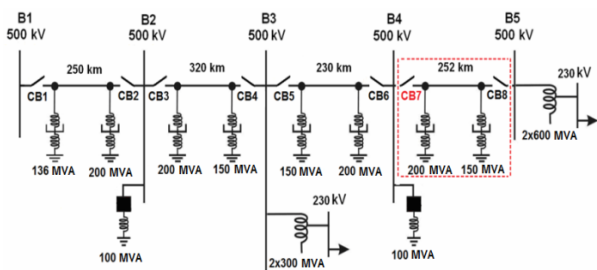 B1 B2 B3 B4 B5
500 kV 500 kV 500 kV 500 kV 500 kV
250 km 320 km 230 km 252 km 230 kV
CB1 CB2 CB3 CB4 CB5 CB6 CB7 CB8
2x600 MVA
136 MVA 200 MVA 200 MVA 150 MVA 150 MVA 200 MVA 200 MVA 150 MVA
230 kV
100 MVA 2x300 MVA 100 MVA